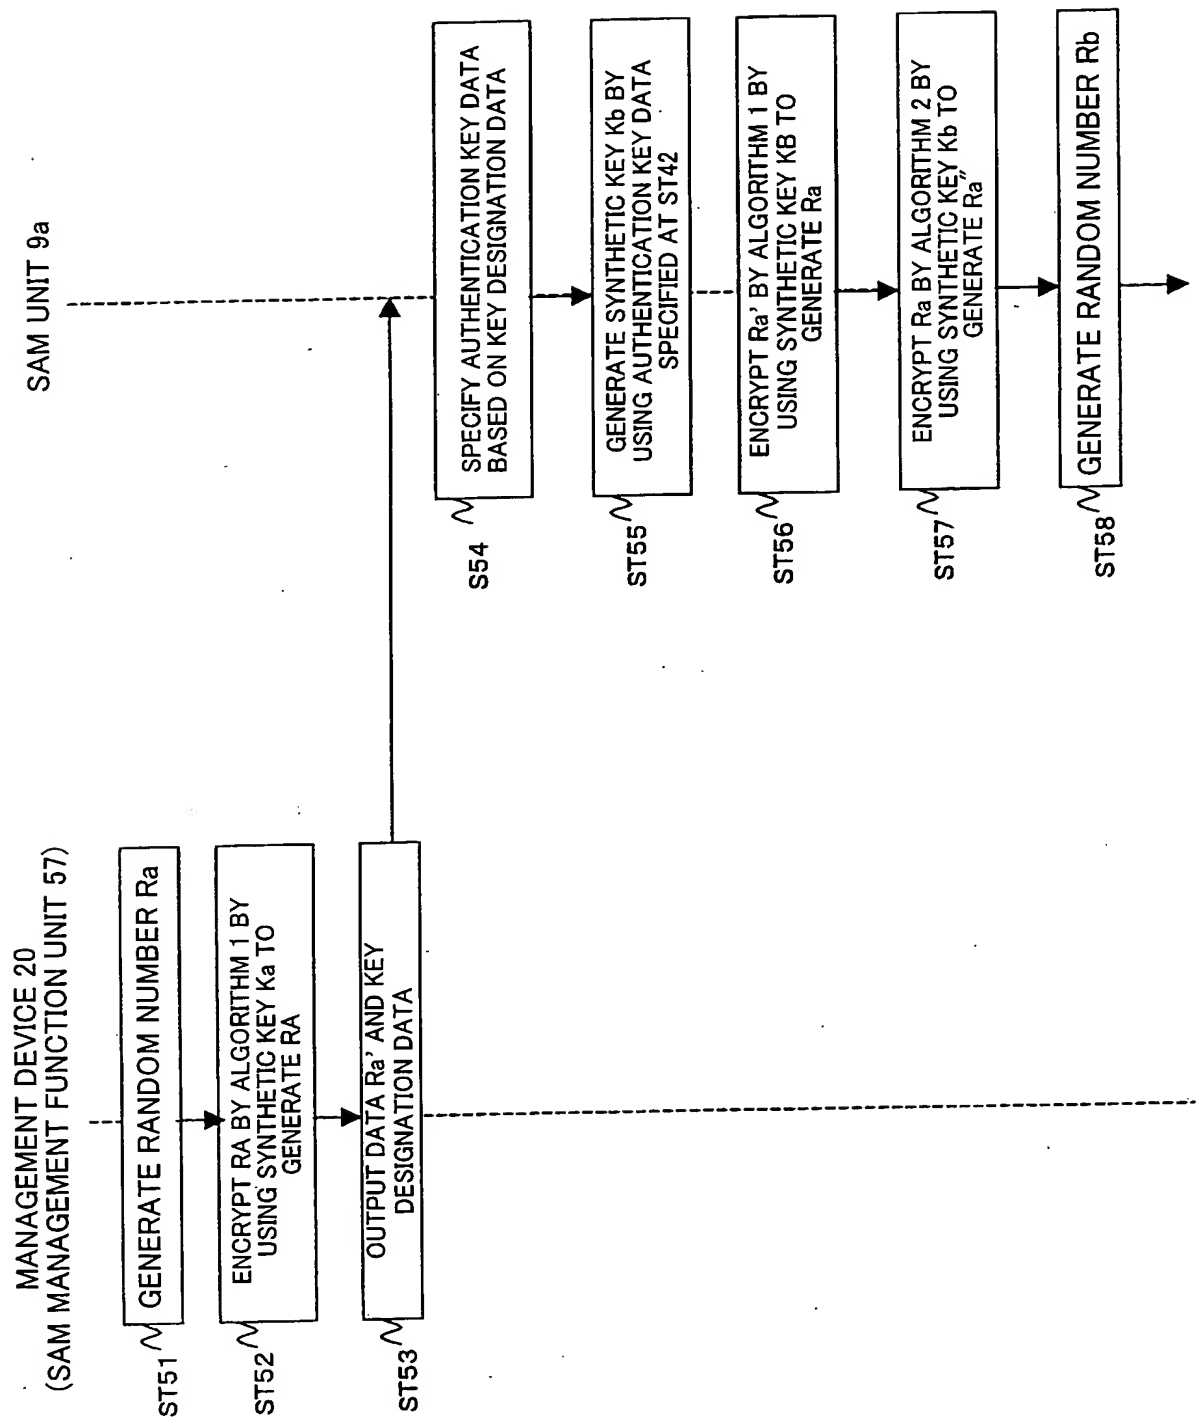 MANAGEMENT DEVICE 20
(SAM MANAGEMENT FUNCTION UNIT 57)
SAM UNIT 9a
ST51
GENERATE RANDOM NUMBER Ra
ST52
ENCRYPT RA BY ALGORITHM 1 BY
USING SYNTHETIC KEY Ka TO
GENERATE RA
ST53
OUTPUT DATA Ra' AND KEY
DESIGNATION DATA
S54
SPECIFY AUTHENTICATION KEY DATA
BASED ON KEY DESIGNATION DATA
ST55
GENERATE SYNTHETIC KEY Kb BY
USING AUTHENTICATION KEY DATA
SPECIFIED AT ST42
ST56
ENCRYPT Ra' BY ALGORITHM 1 BY
USING SYNTHETIC KEY KB TO
GENERATE Ra
ST57
ENCRYPT Ra BY ALGORITHM 2 BY
USING SYNTHETIC KEY Kb TO
GENERATE Ra"
ST58
GENERATE RANDOM NUMBER Rb